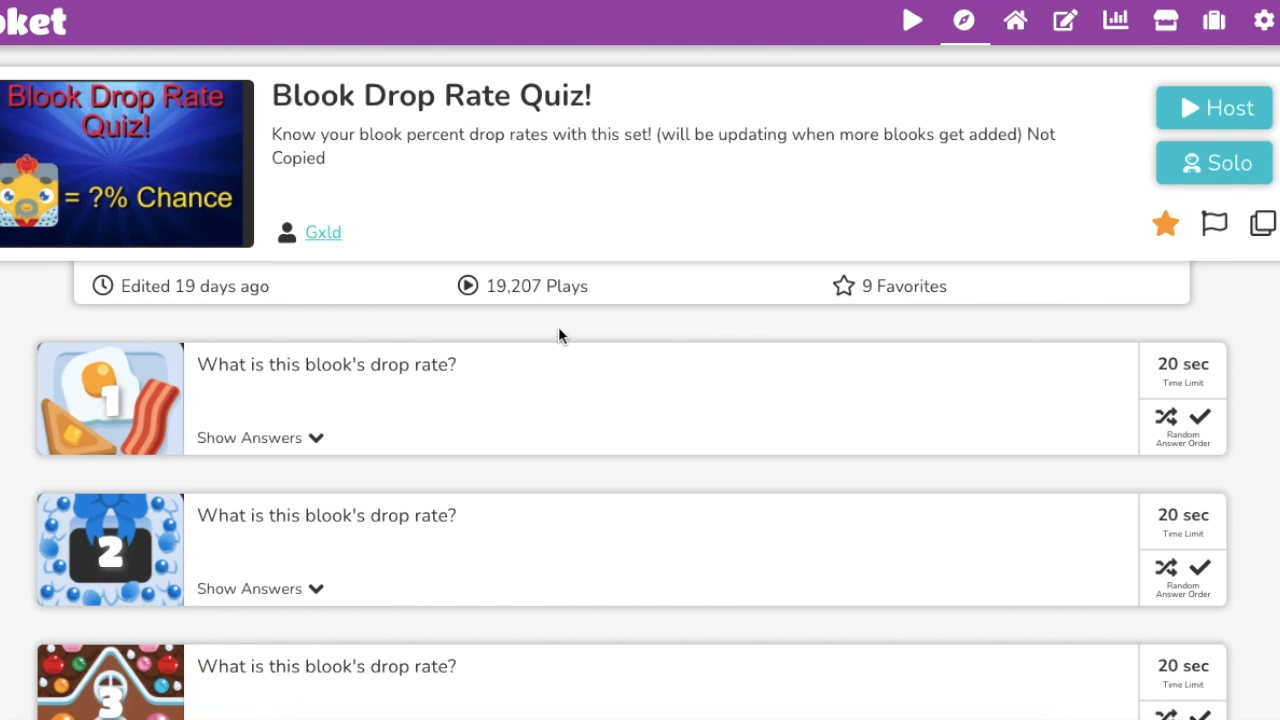 oket
Blook Drop Rate
Quiz!
= ?% Chance
Blook Drop Rate Quiz!
Know your blook percent drop rates with this set! (will be updating when more blooks get added) Not
Copied
Gxld
Host
Solo
Edited 19 days ago
19,207 Plays
9 Favorites
1
What is this blook's drop rate?
Show Answers
20 sec
Time Limit
Random
Answer Order
2
What is this blook's drop rate?
Show Answers
20 sec
Time Limit
Random
Answer Order
3
What is this blook's drop rate?
20 sec
Time Limit